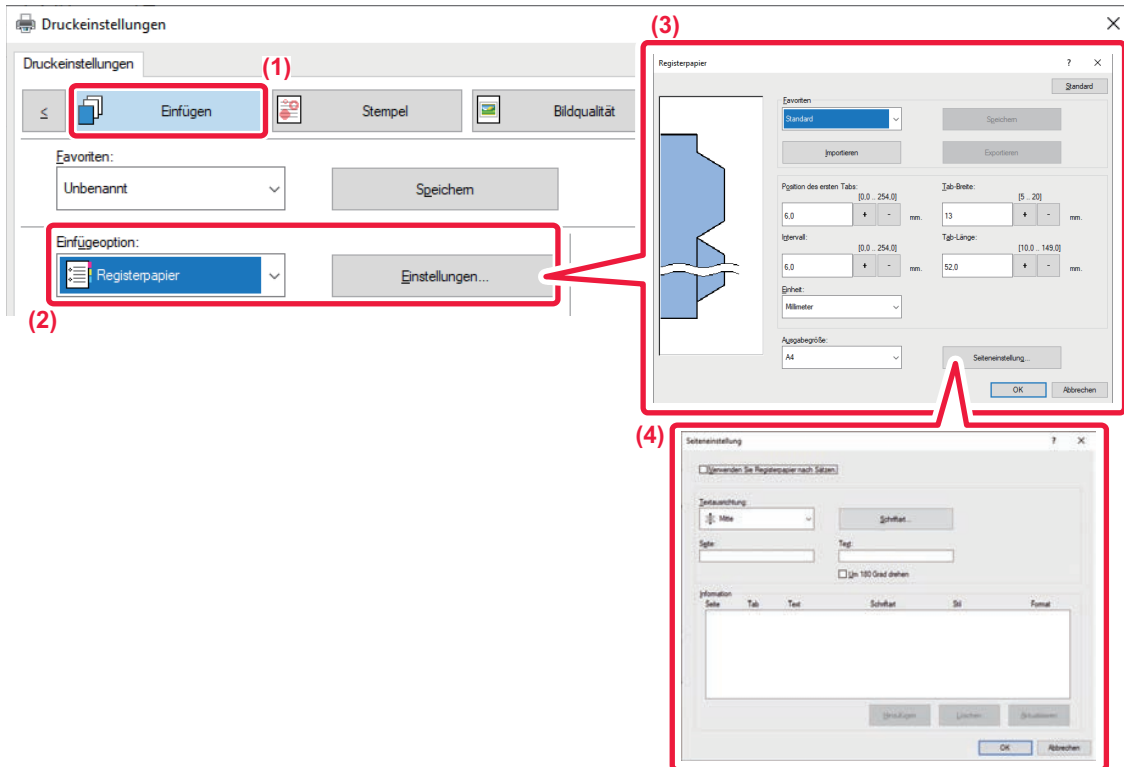 Druckeinstellungen
Druckeinstellungen
(1)
≤ Einfügen Stempel Bildqualität
Favoriten:
Unbenannt Speichern
Einfügeoption:
Registerpapier Einstellungen...
(2)
(3)
Registerpapier ?
Standard
Favoriten
Standard Speichern
Importieren Exportieren
Position des ersten Tabs: Tab-Breite:
[0,0 .. 254,0] [5 .. 20]
6,0 + - mm. 13 + - mm.
Intervall: Tab-Länge:
[0,0 .. 254,0] [10,0 .. 149,0]
6,0 + - mm. 52,0 + - mm.
Einheit:
Millimeter
Ausgabegröße:
A4 Seiteneinstellung...
OK Abbrechen
(4)
Seiteneinstellung ?
Verwenden Sie Registerpapier nach Sätzen
Textausrichtung:
Mitte Schriftart...
Seite: Text:
Um 180 Grad drehen
Information
Seite Tab Text Schriftart Stil Format
Hinzufügen Löschen Aktualisieren
OK Abbrechen